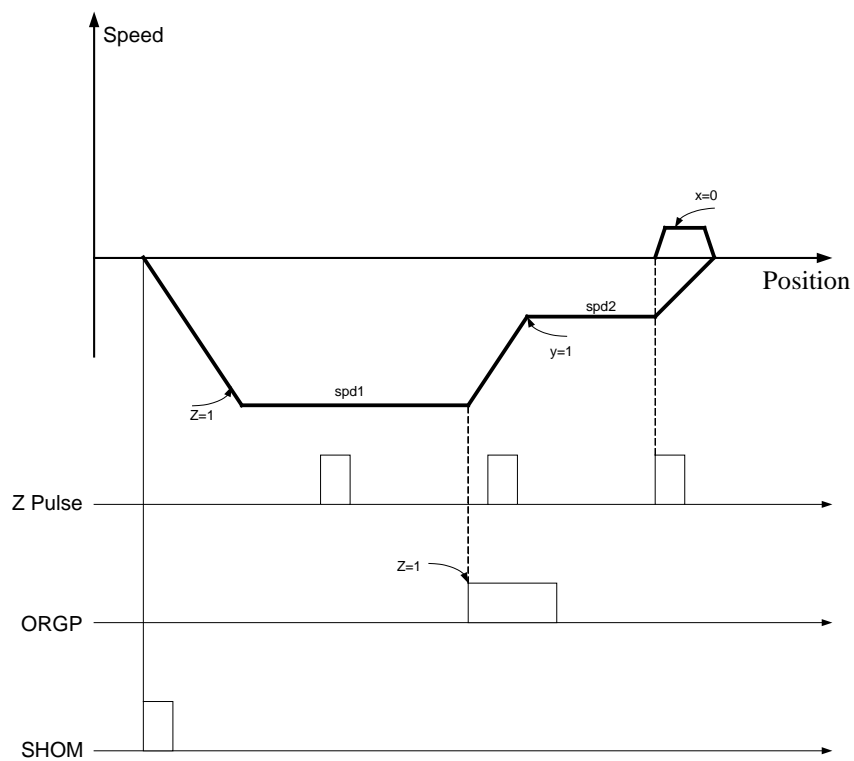 Speed
x=0
Position
spd2
y=1
spd1
Z=1
Z Pulse
Z=1
ORGP
SHOM